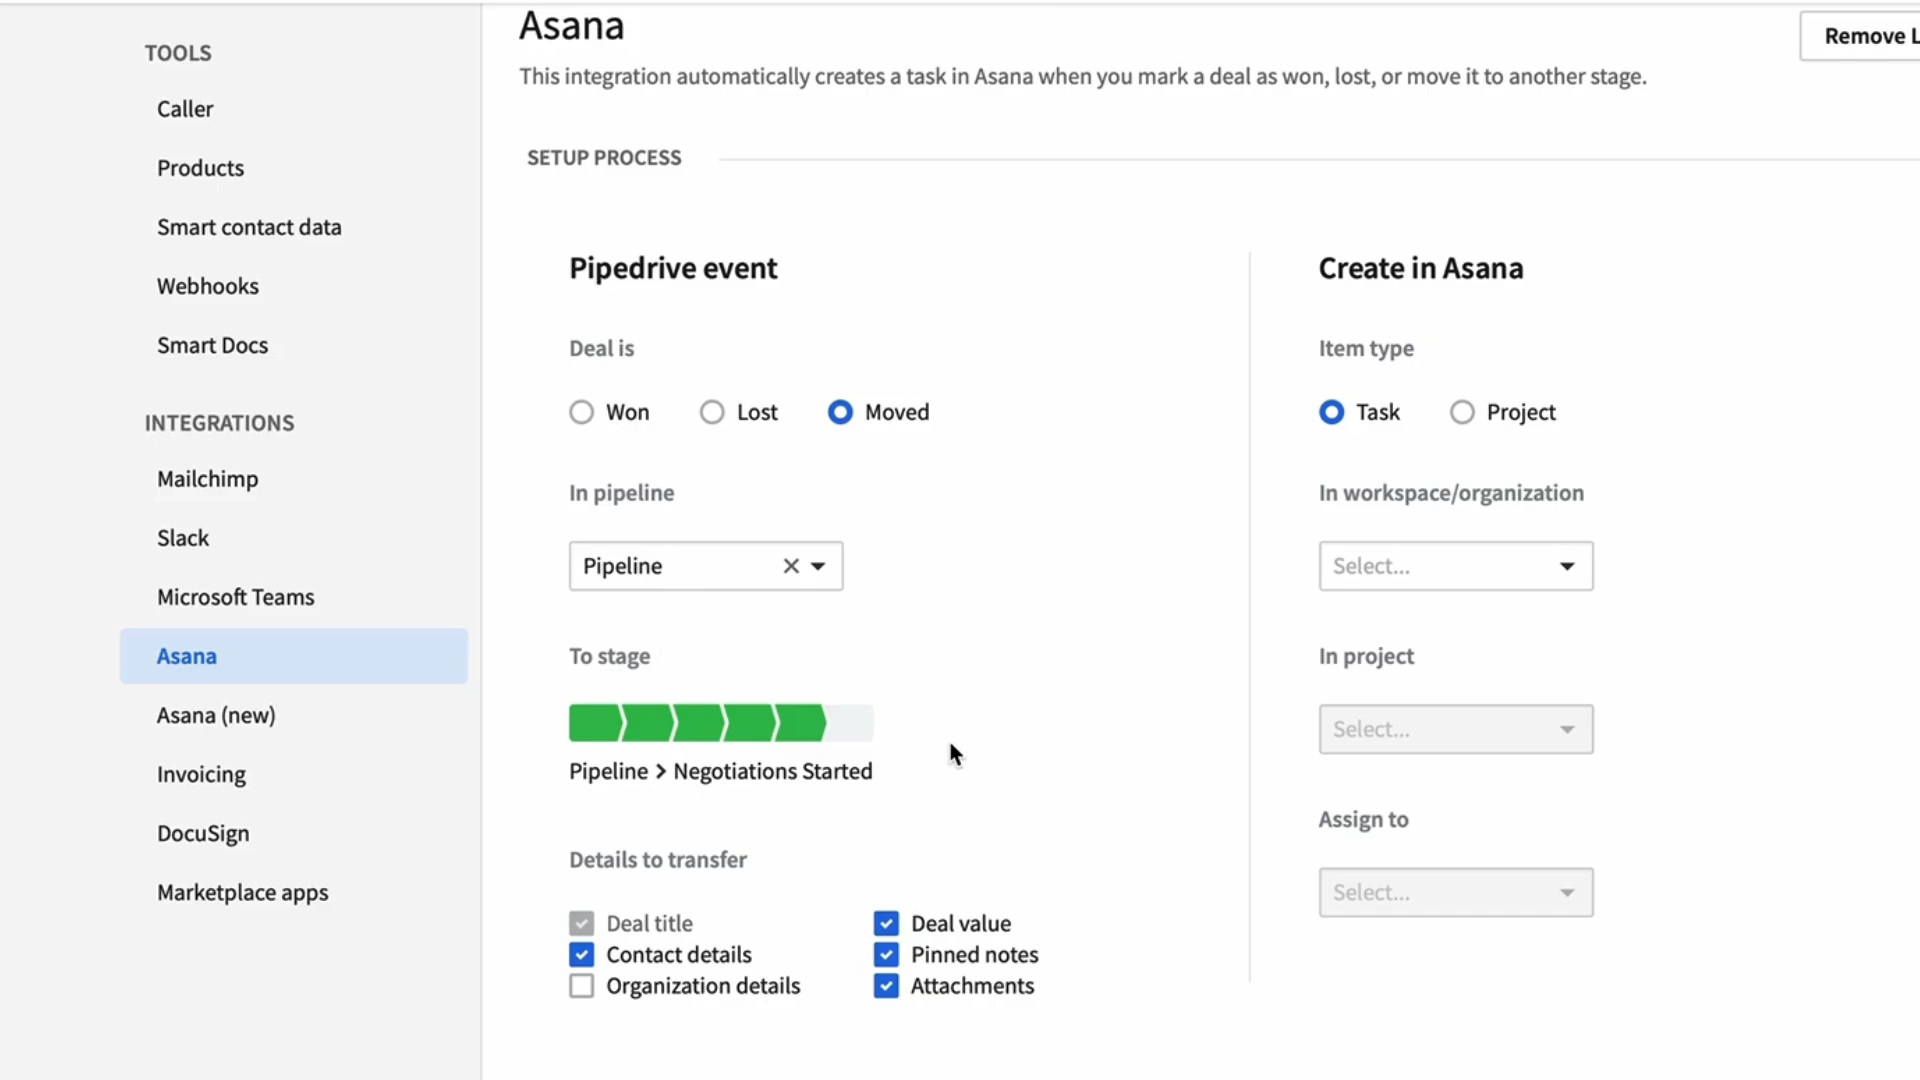 TOOLS
Caller
Products
Smart contact data
Webhooks
Smart Docs
INTEGRATIONS
Mailchimp
Slack
Microsoft Teams
Asana
Asana (new)
Invoicing
DocuSign
Marketplace apps
Asana
Remove L
This integration automatically creates a task in Asana when you mark a deal as won, lost, or move it to another stage.
SETUP PROCESS
Pipedrive event
Deal is
Won Lost Moved
In pipeline
Pipeline
To stage
Pipeline > Negotiations Started
Details to transfer
Deal title Deal value
Contact details Pinned notes
Organization details Attachments
Create in Asana
Item type
Task Project
In workspace/organization
Select...
In project
Select...
Assign to
Select...